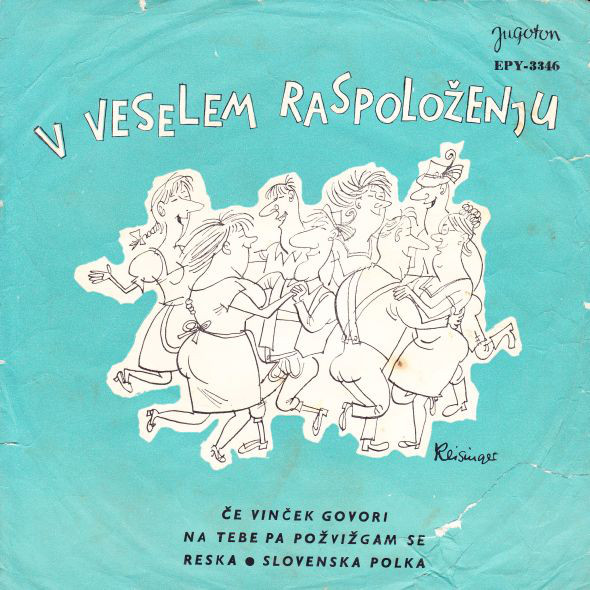 Jugoton
EPY-3346
V VESELEM RASPOLOŽENJU
Reisinger
ČE VINČEK GOVORI
NA TEBE PA POŽVIŽGAM SE
RESKA ● SLOVENSKA POLKA